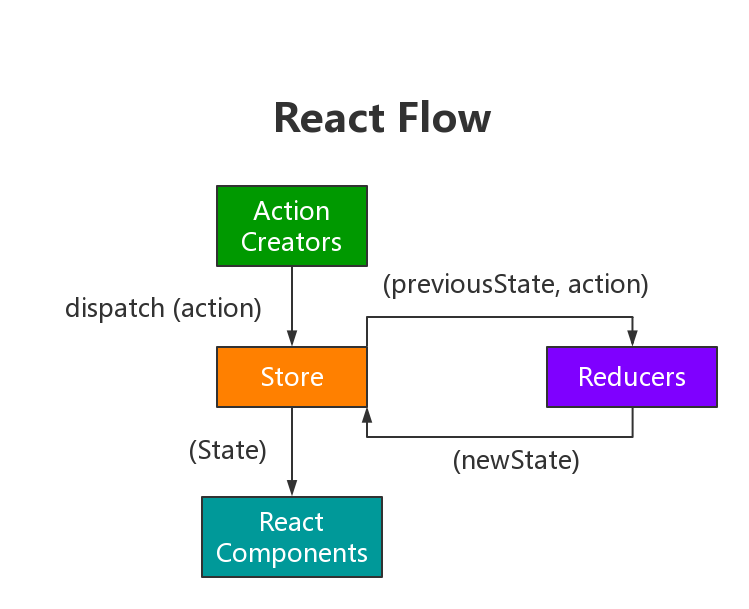 React Flow
Action
Creators
(previousState, action)
dispatch (action)
Store
Reducers
(State)
(newState)
React
Components